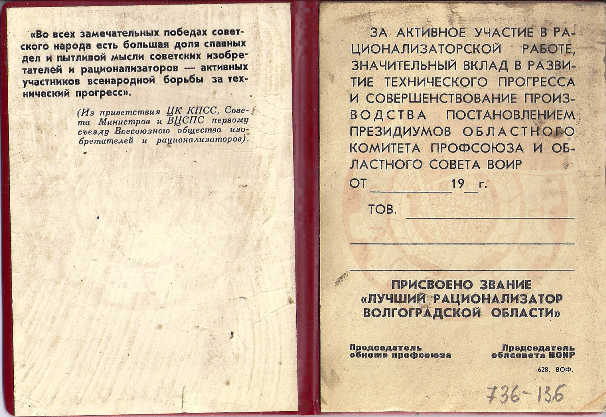 «Во всех замечательных победах совет-
ского народа есть большая доля славных
дел и пытливой мысли советских изобре-
тателей и рационализаторов — активных
участников всенародной борьбы за тех-
нический прогресс».
(Из приветствия ЦК КПСС, Сове-
та Министров и ВЦСПС первому
съезду Всесоюзного общества изо-
бретателей и рационализаторов).
ЗА АКТИВНОЕ УЧАСТИЕ В РА-
ЦИОНАЛИЗАТОРСКОЙ РАБОТЕ,
ЗНАЧИТЕЛЬНЫЙ ВКЛАД В РАЗВИ-
ТИЕ ТЕХНИЧЕСКОГО ПРОГРЕССА
И СОВЕРШЕНСТВОВАНИЕ ПРОИЗ-
ВОДСТВА ПОСТАНОВЛЕНИЕМ
ПРЕЗИДИУМОВ ОБЛАСТНОГО
КОМИТЕТА ПРОФСОЮЗА И ОБ-
ЛАСТНОГО СОВЕТА ВОИР
ОТ 19 г.
ТОВ.
ПРИСВОЕНО ЗВАНИЕ
«ЛУЧШИЙ РАЦИОНАЛИЗАТОР
ВОЛГОГРАДСКОЙ ОБЛАСТИ»
Председатель
обкома профсоюза
Председатель
облсовета ВОИР
628. ВОФ.
736-136